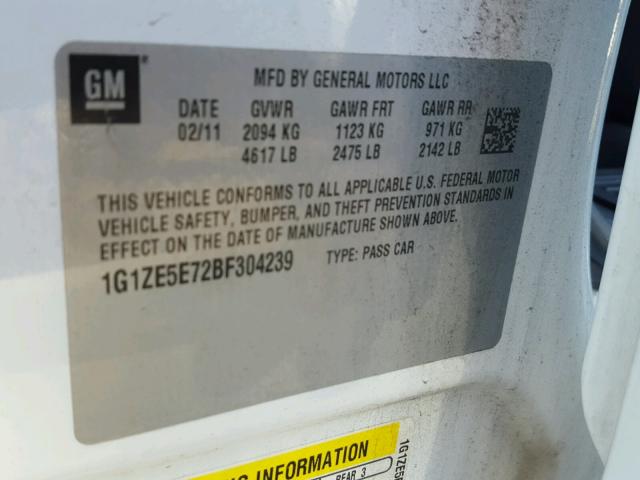 GM
MFD BY GENERAL MOTORS LLC
DATE GVWR GAWR FRT GAWR RR
02/11 2094 KG 1123 KG 971 KG
4617 LB 2475 LB 2142 LB
THIS VEHICLE CONFORMS TO ALL APPLICABLE U.S. FEDERAL MOTOR
VEHICLE SAFETY, BUMPER, AND THEFT PREVENTION STANDARDS IN
EFFECT ON THE DATE OF MANUFACTURE SHOWN ABOVE.
1G1ZE5E72BF304239 TYPE: PASS CAR
INFORMATION
REAR 3